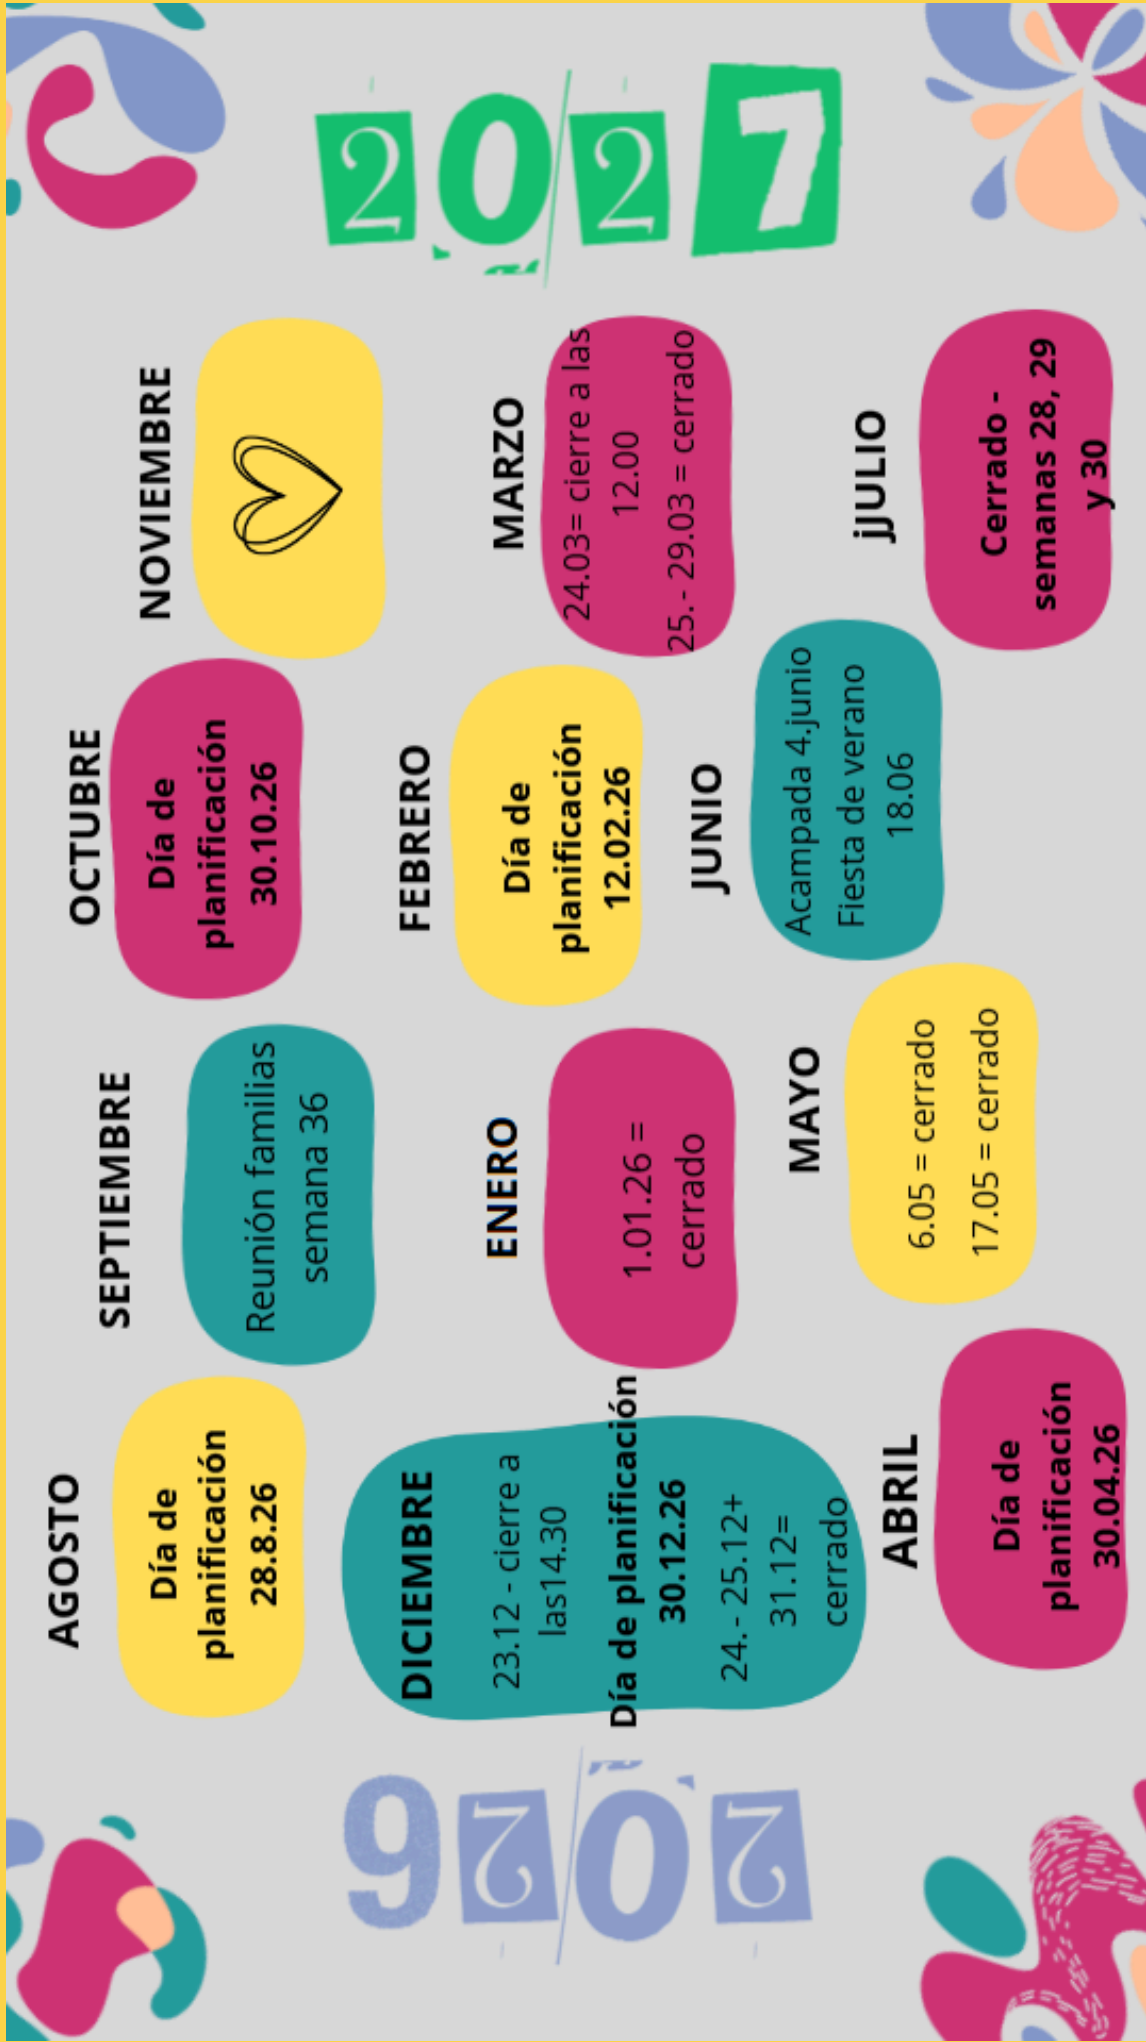 2026
2027
AGOSTO
Día de
planificación
28.8.26
SEPTIEMBRE
Reunión familias
semana 36
OCTUBRE
Día de
planificación
30.10.26
NOVIEMBRE
DICIEMBRE
23.12 - cierre a
las14.30
Día de planificación
30.12.26
24.- 25.12+
31.12=
cerrado
ENERO
1.01.26 =
cerrado
FEBRERO
Día de
planificación
12.02.26
MARZO
24.03= cierre a las
12.00
25.- 29.03 = cerrado
ABRIL
Día de
planificación
30.04.26
MAYO
6.05 = cerrado
17.05 = cerrado
JUNIO
Acampada 4.junio
Fiesta de verano
18.06
jJULIO
Cerrado -
semanas 28, 29
y 30